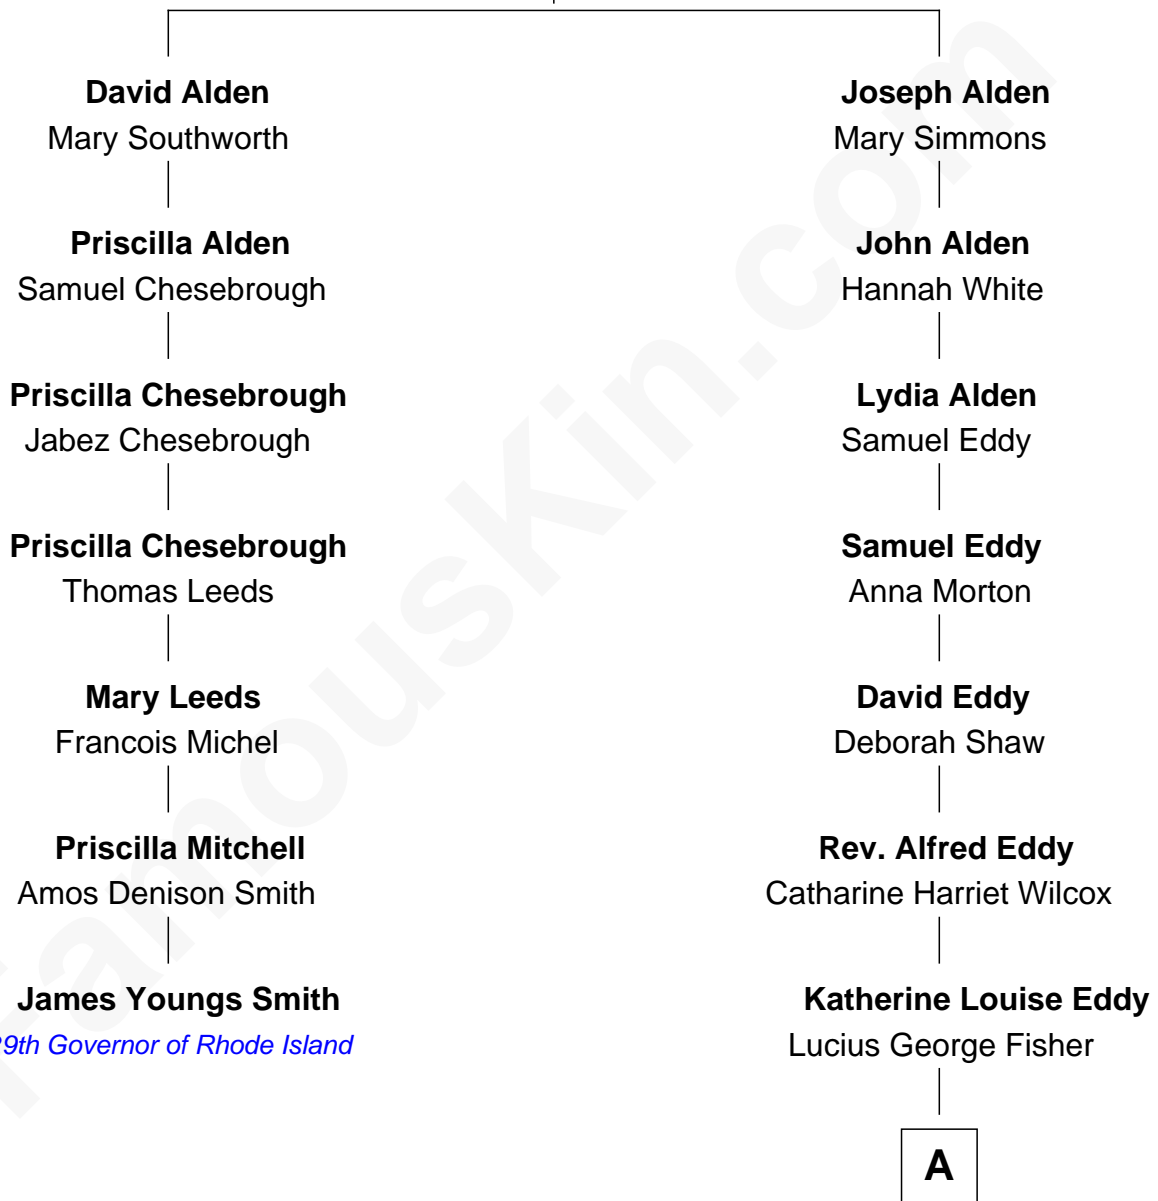 David Alden
Mary Southworth
Priscilla Alden
Samuel Chesebrough
Priscilla Chesebrough
Jabez Chesebrough
Priscilla Chesebrough
Thomas Leeds
Mary Leeds
Francois Michel
Priscilla Mitchell
Amos Denison Smith
James Youngs Smith
9th Governor of Rhode Island
Joseph Alden
Mary Simmons
John Alden
Hannah White
Lydia Alden
Samuel Eddy
Samuel Eddy
Anna Morton
David Eddy
Deborah Shaw
Rev. Alfred Eddy
Catharine Harriet Wilcox
Katherine Louise Eddy
Lucius George Fisher
A
FamousKin.com